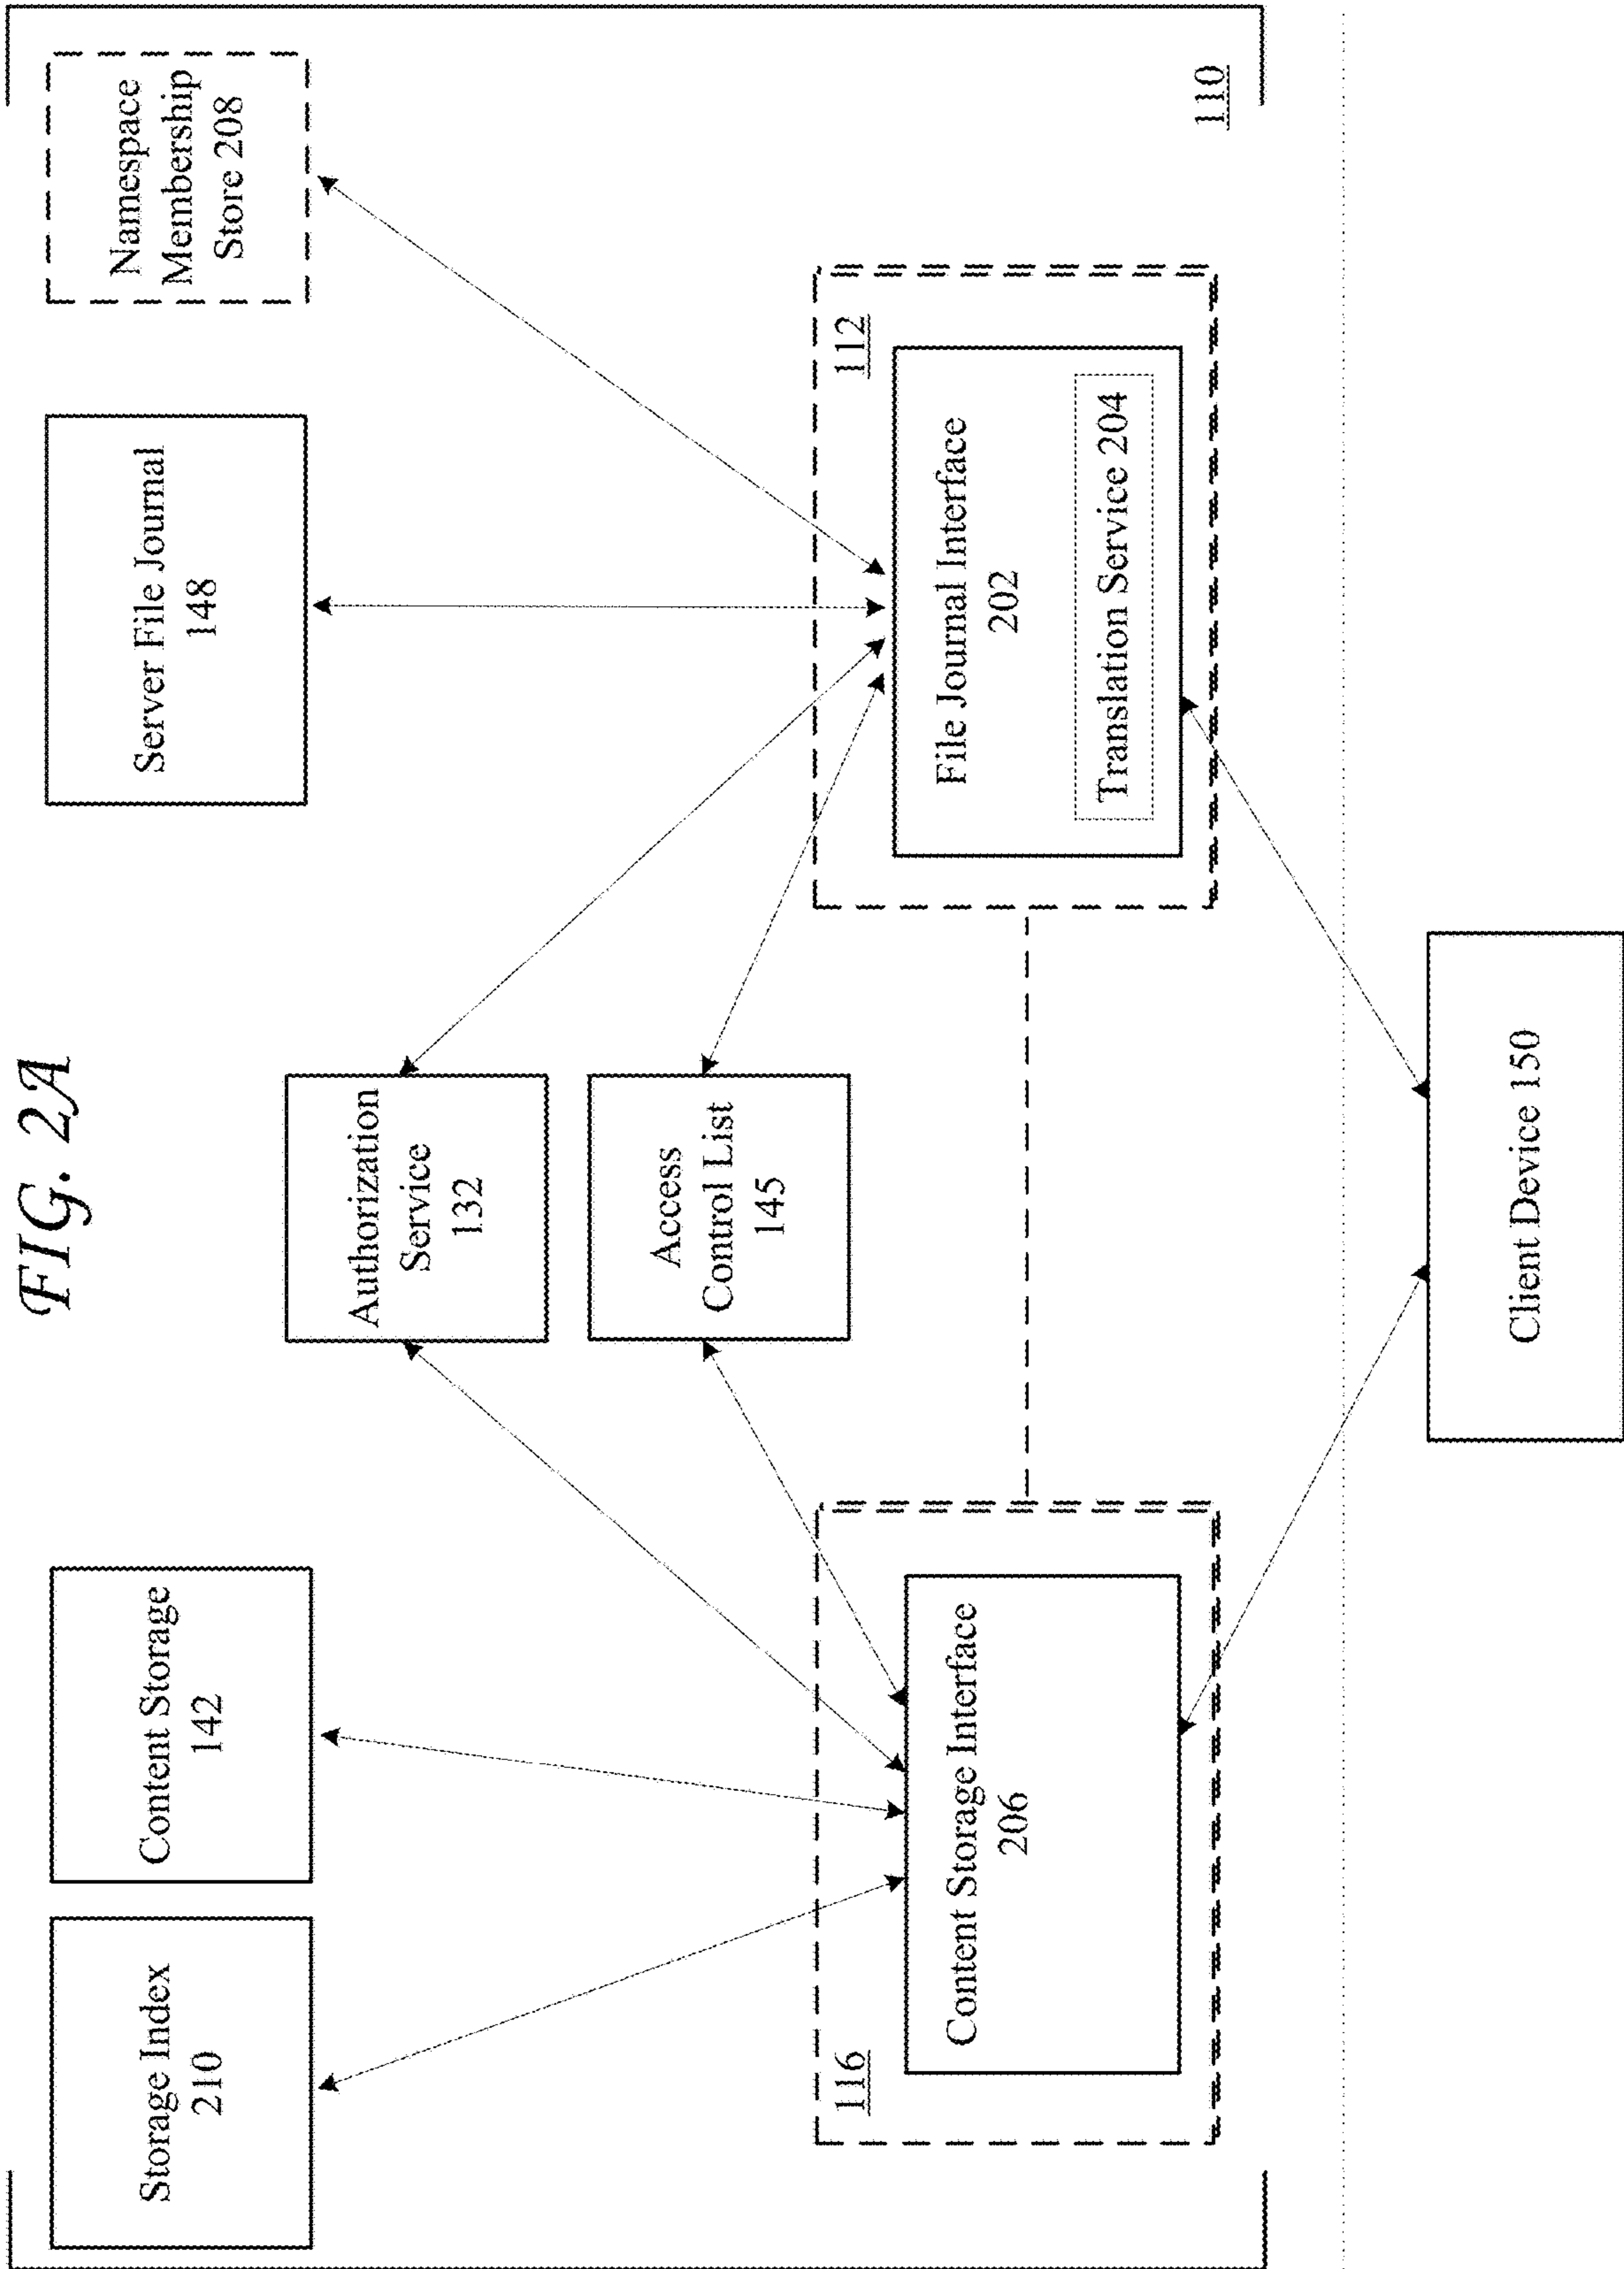 FIG. 2A
Storage Index
210
Content Storage
142
Authorization
Service
132
Access
Control List
145
Server File Journal
148
Namespace
Membership
Store 208
116
Content Storage Interface
206
112
File Journal Interface
202
Translation Service 204
110
Client Device 150